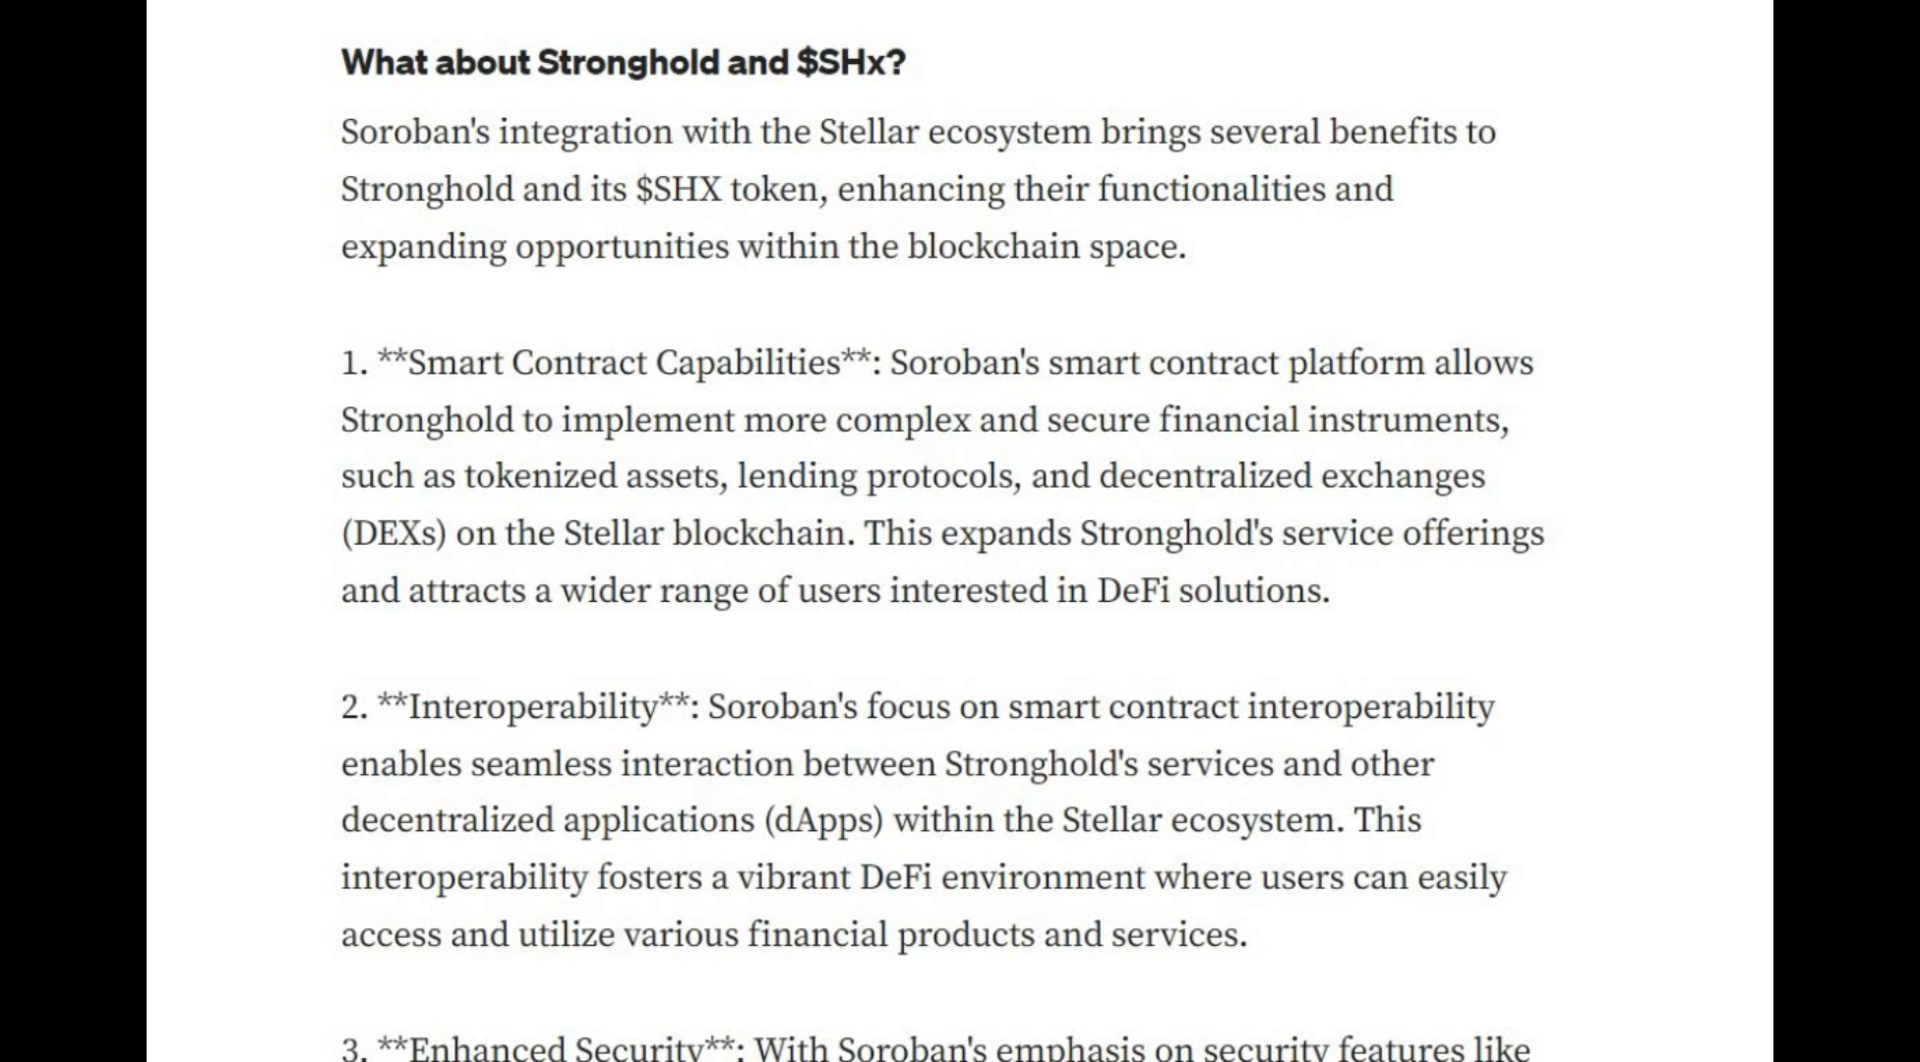 What about Stronghold and $SHx?
Soroban's integration with the Stellar ecosystem brings several benefits to
Stronghold and its $SHX token, enhancing their functionalities and
expanding opportunities within the blockchain space.
1. **Smart Contract Capabilities**: Soroban's smart contract platform allows
Stronghold to implement more complex and secure financial instruments,
such as tokenized assets, lending protocols, and decentralized exchanges
(DEXs) on the Stellar blockchain. This expands Stronghold's service offerings
and attracts a wider range of users interested in DeFi solutions.
2. **Interoperability**: Soroban's focus on smart contract interoperability
enables seamless interaction between Stronghold's services and other
decentralized applications (dApps) within the Stellar ecosystem. This
interoperability fosters a vibrant DeFi environment where users can easily
access and utilize various financial products and services.
3. **Enhanced Security**: With Soroban's emphasis on security features like